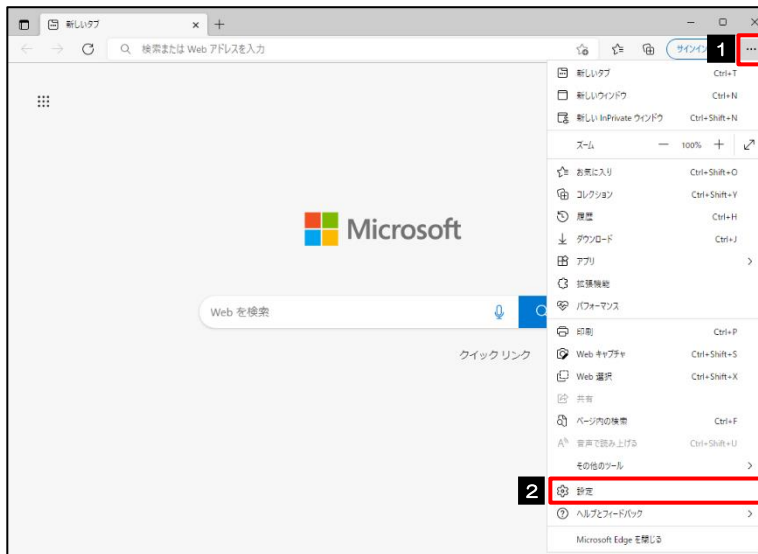 新しいタブ
検索または Web アドレスを入力
サインイン
1
新しいタブ Ctrl+T
新しいウィンドウ Ctrl+N
新しい InPrivate ウィンドウ Ctrl+Shift+N
ズーム 100%
お気に入り Ctrl+Shift+O
コレクション Ctrl+Shift+Y
履歴 Ctrl+H
ダウンロード Ctrl+J
アプリ
拡張機能
パフォーマンス
Microsoft
Web を検索
クイック リンク
印刷 Ctrl+P
Web キャプチャ Ctrl+Shift+S
Web 選択 Ctrl+Shift+X
共有
ページ内の検索 Ctrl+F
音声で読み上げる Ctrl+Shift+U
その他のツール
2
設定
ヘルプとフィードバック
Microsoft Edge を閉じる